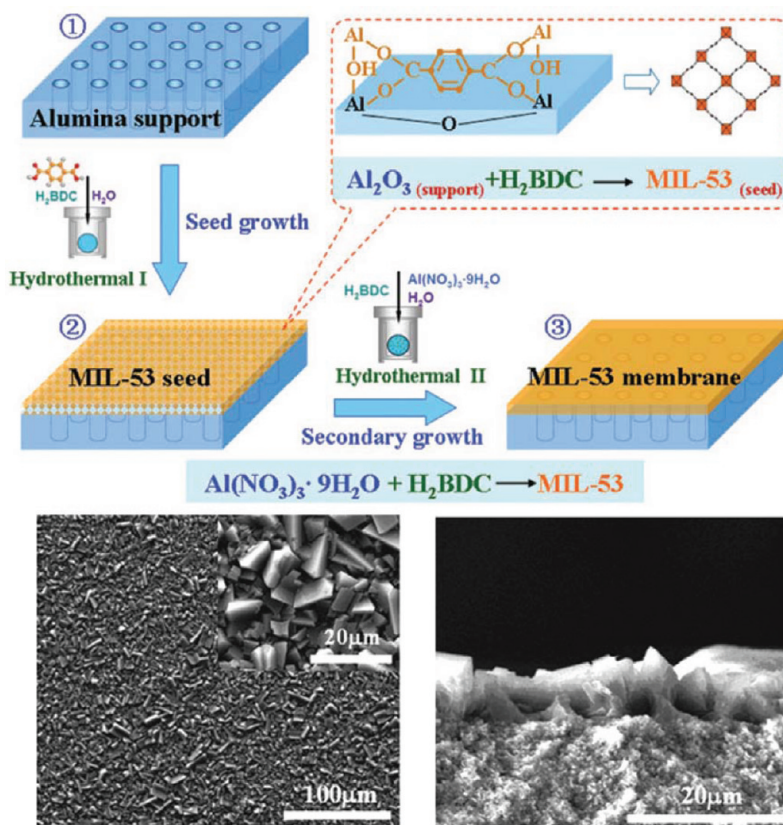 ①
Alumina support
H₂BDC
H₂O
Hydrothermal I
Seed growth
Al Al
O O
OH C C OH
O O
Al Al
O
Al₂O₃ (support) +H₂BDC → MIL-53 (seed)
②
MIL-53 seed
H₂BDC
Al(NO₃)₃·9H₂O
H₂O
Hydrothermal II
Secondary growth
③
MIL-53 membrane
Al(NO₃)₃· 9H₂O + H₂BDC → MIL-53
20μm
100μm
20μm